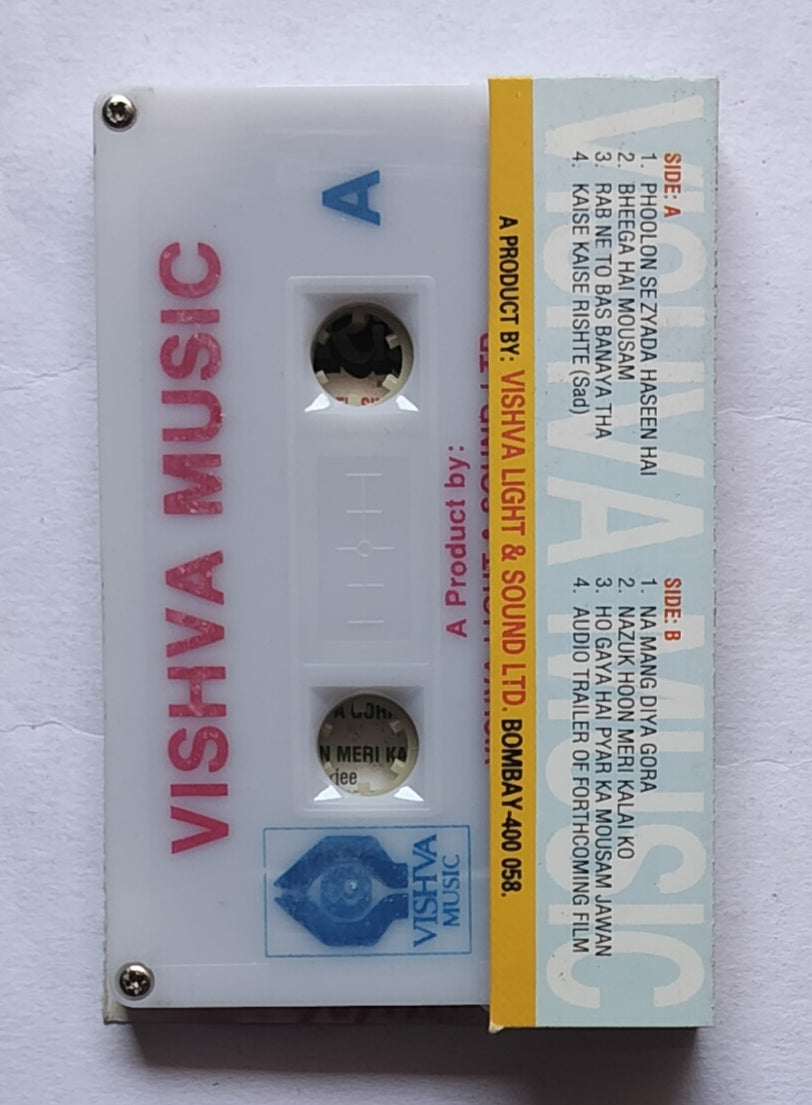 VISHVA MUSIC
SIDE: A
1. PHOOLON SE ZYADA HASEEN HAI
2. BHEEGA HAI MOUSAM
3. RAB NE TO BAS BANAYA THA
4. KAISE KAISE RISHTE (Sad)
SIDE: B
1. NA MANG DIYA GORA
2. NAZUK HOON MERI KALAI KO
3. HO GAYA HAI PYAR KA MOUSAM JAWAN
4. AUDIO TRAILER OF FORTHCOMING FILM
A PRODUCT BY: VISHVA LIGHT & SOUND LTD. BOMBAY-400 058.
A Product by:
A
VISHVA
MUSIC
N MERI KA
jee
VISHVA MUSIC